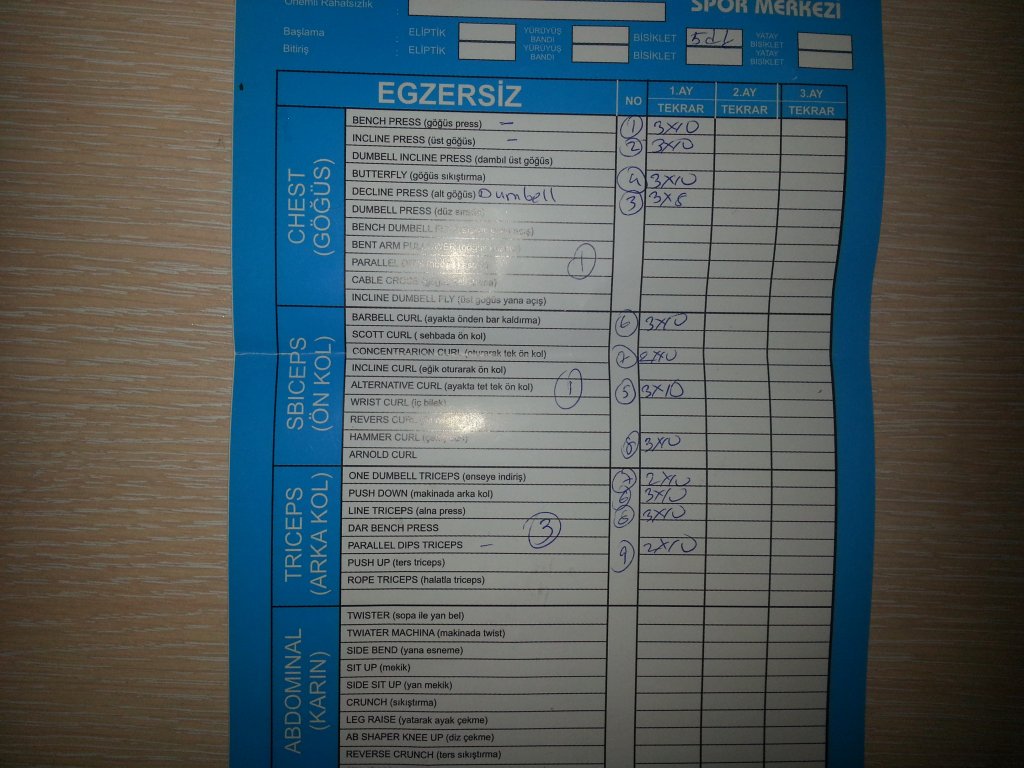 Önemli Rahatsızlık
SPOR MERKEZİ
Başlama ELİPTİK YÜRÜYÜŞ BANDI BİSİKLET 5dk YATAY BİSİKLET
Bitiriş ELİPTİK YÜRÜYÜŞ BANDI BİSİKLET YATAY BİSİKLET
EGZERSİZ NO 1.AY TEKRAR 2.AY TEKRAR 3.AY TEKRAR
CHEST (GÖĞÜS)
BENCH PRESS (göğüs press) – 1 3x10
INCLINE PRESS (üst göğüs) – 2 3x10
DUMBELL INCLINE PRESS (dambıl üst göğüs)
BUTTERFLY (göğüs sıkıştırma) 4 3x10
DECLINE PRESS (alt göğüs) Dumbell 3 3x8
DUMBELL PRESS (düz
BENCH DUMBELL açış)
BENT ARM
PARALLEL 1
CABLE CROSS
INCLINE DUMBELL FLY (üst göğüs yana açış)
SBICEPS (ÖN KOL)
BARBELL CURL (ayakta önden bar kaldırma) 6 3x10
SCOTT CURL ( sehbada ön kol)
CONCENTRARION CURL (oturarak tek ön kol) 7 2x10
INCLINE CURL (eğik oturarak ön kol)
ALTERNATIVE CURL (ayakta tet tek ön kol) 1 5 3x10
WRIST CURL (iç bilek)
REVERS
HAMMER CURL 8 3x10
ARNOLD CURL
TRICEPS (ARKA KOL)
ONE DUMBELL TRICEPS (enseye indiriş) 7 2x10
PUSH DOWN (makinada arka kol) 3x10
LINE TRICEPS (alna press) 3x10
DAR BENCH PRESS 3
PARALLEL DIPS TRICEPS – 9 2x10
PUSH UP (ters triceps)
ROPE TRICEPS (halatla triceps)
ABDOMINAL (KARIN)
TWISTER (sopa ile yan bel)
TWIATER MACHINA (makinada twist)
SIDE BEND (yana esneme)
SIT UP (mekik)
SIDE SIT UP (yan mekik)
CRUNCH (sıkıştırma)
LEG RAISE (yatarak ayak çekme)
AB SHAPER KNEE UP (diz çekme)
REVERSE CRUNCH (ters sıkıştırma)